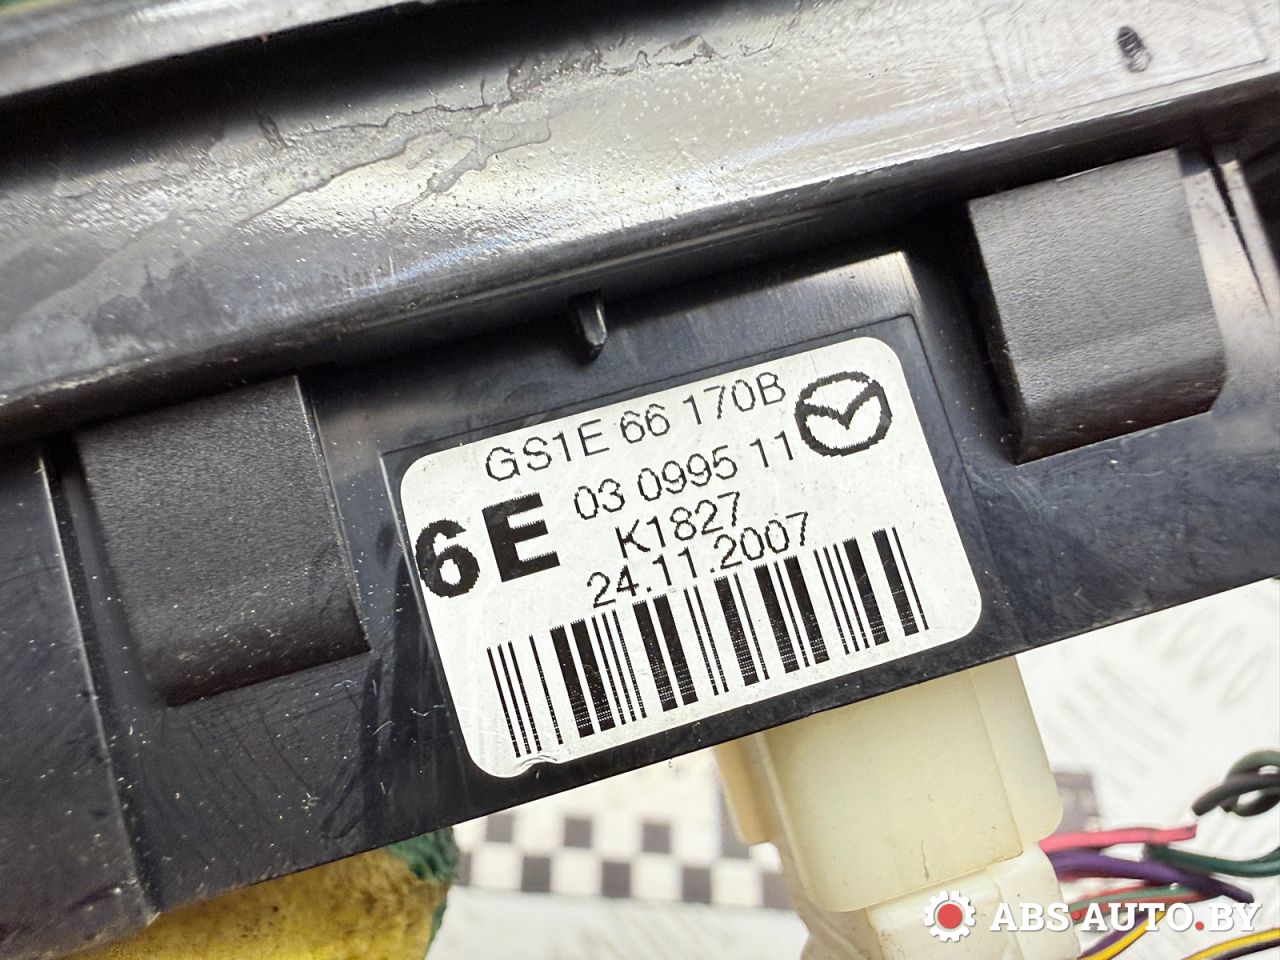 GS1E 66 170B
6E
03 0995 11
K1827
24.11.2007
ABS AUTO.BY